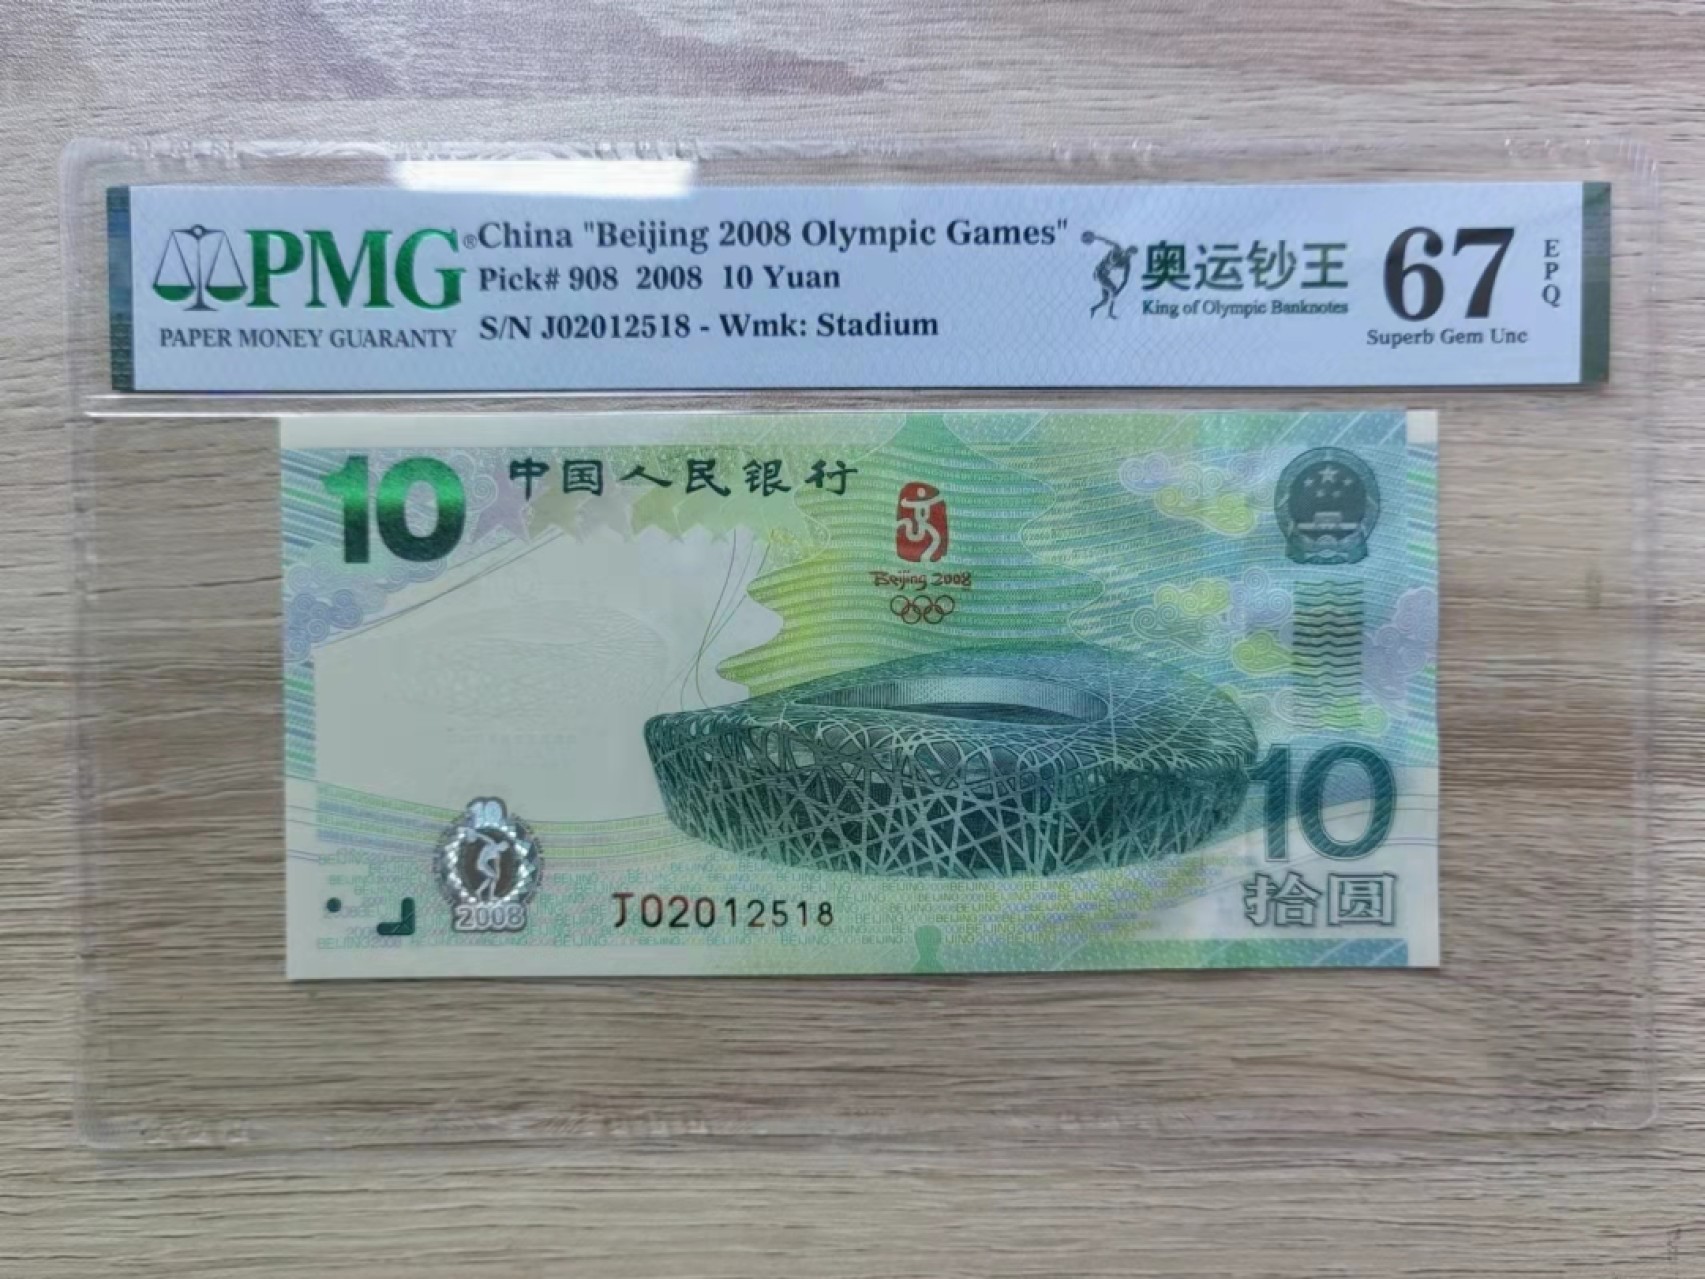 PMG®
PAPER MONEY GUARANTY
China "Beijing 2008 Olympic Games"
Pick# 908 2008 10 Yuan
S/N J02012518 - Wmk: Stadium
奥运钞王
King of Olympic Banknotes
67
EPQ
Superb Gem Unc
10
中国人民银行
Beijing 2008
10
拾圆
10
2008
J02012518